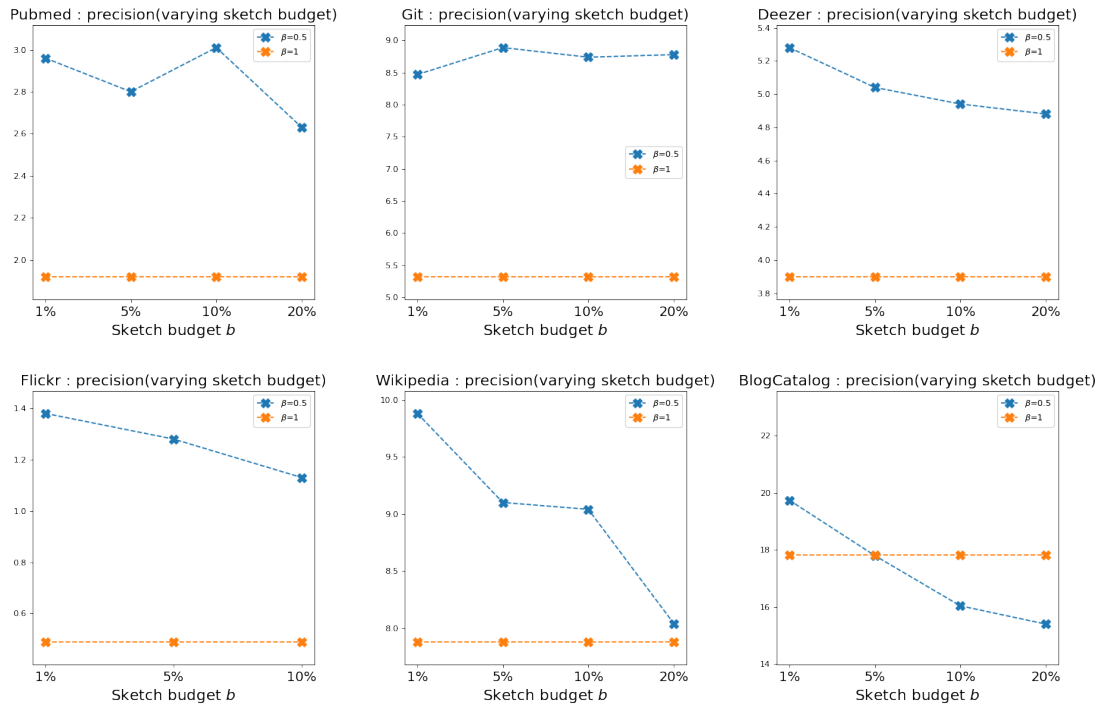 Pubmed : precision(varying sketch budget)
3.0
2.8
2.6
2.4
2.2
2.0
β=0.5
β=1
1%
5%
10%
20%
Sketch budget b
Git : precision(varying sketch budget)
9.0
8.5
8.0
7.5
7.0
6.5
6.0
5.5
5.0
β=0.5
β=1
1%
5%
10%
20%
Sketch budget b
Deezer : precision(varying sketch budget)
5.4
5.2
5.0
4.8
4.6
4.4
4.2
4.0
3.8
β=0.5
β=1
1%
5%
10%
20%
Sketch budget b
Flickr : precision(varying sketch budget)
1.4
1.2
1.0
0.8
0.6
β=0.5
β=1
1%
5%
10%
Sketch budget b
Wikipedia : precision(varying sketch budget)
10.0
9.5
9.0
8.5
8.0
β=0.5
β=1
1%
5%
10%
20%
Sketch budget b
BlogCatalog : precision(varying sketch budget)
22
20
18
16
14
β=0.5
β=1
1%
5%
10%
20%
Sketch budget b